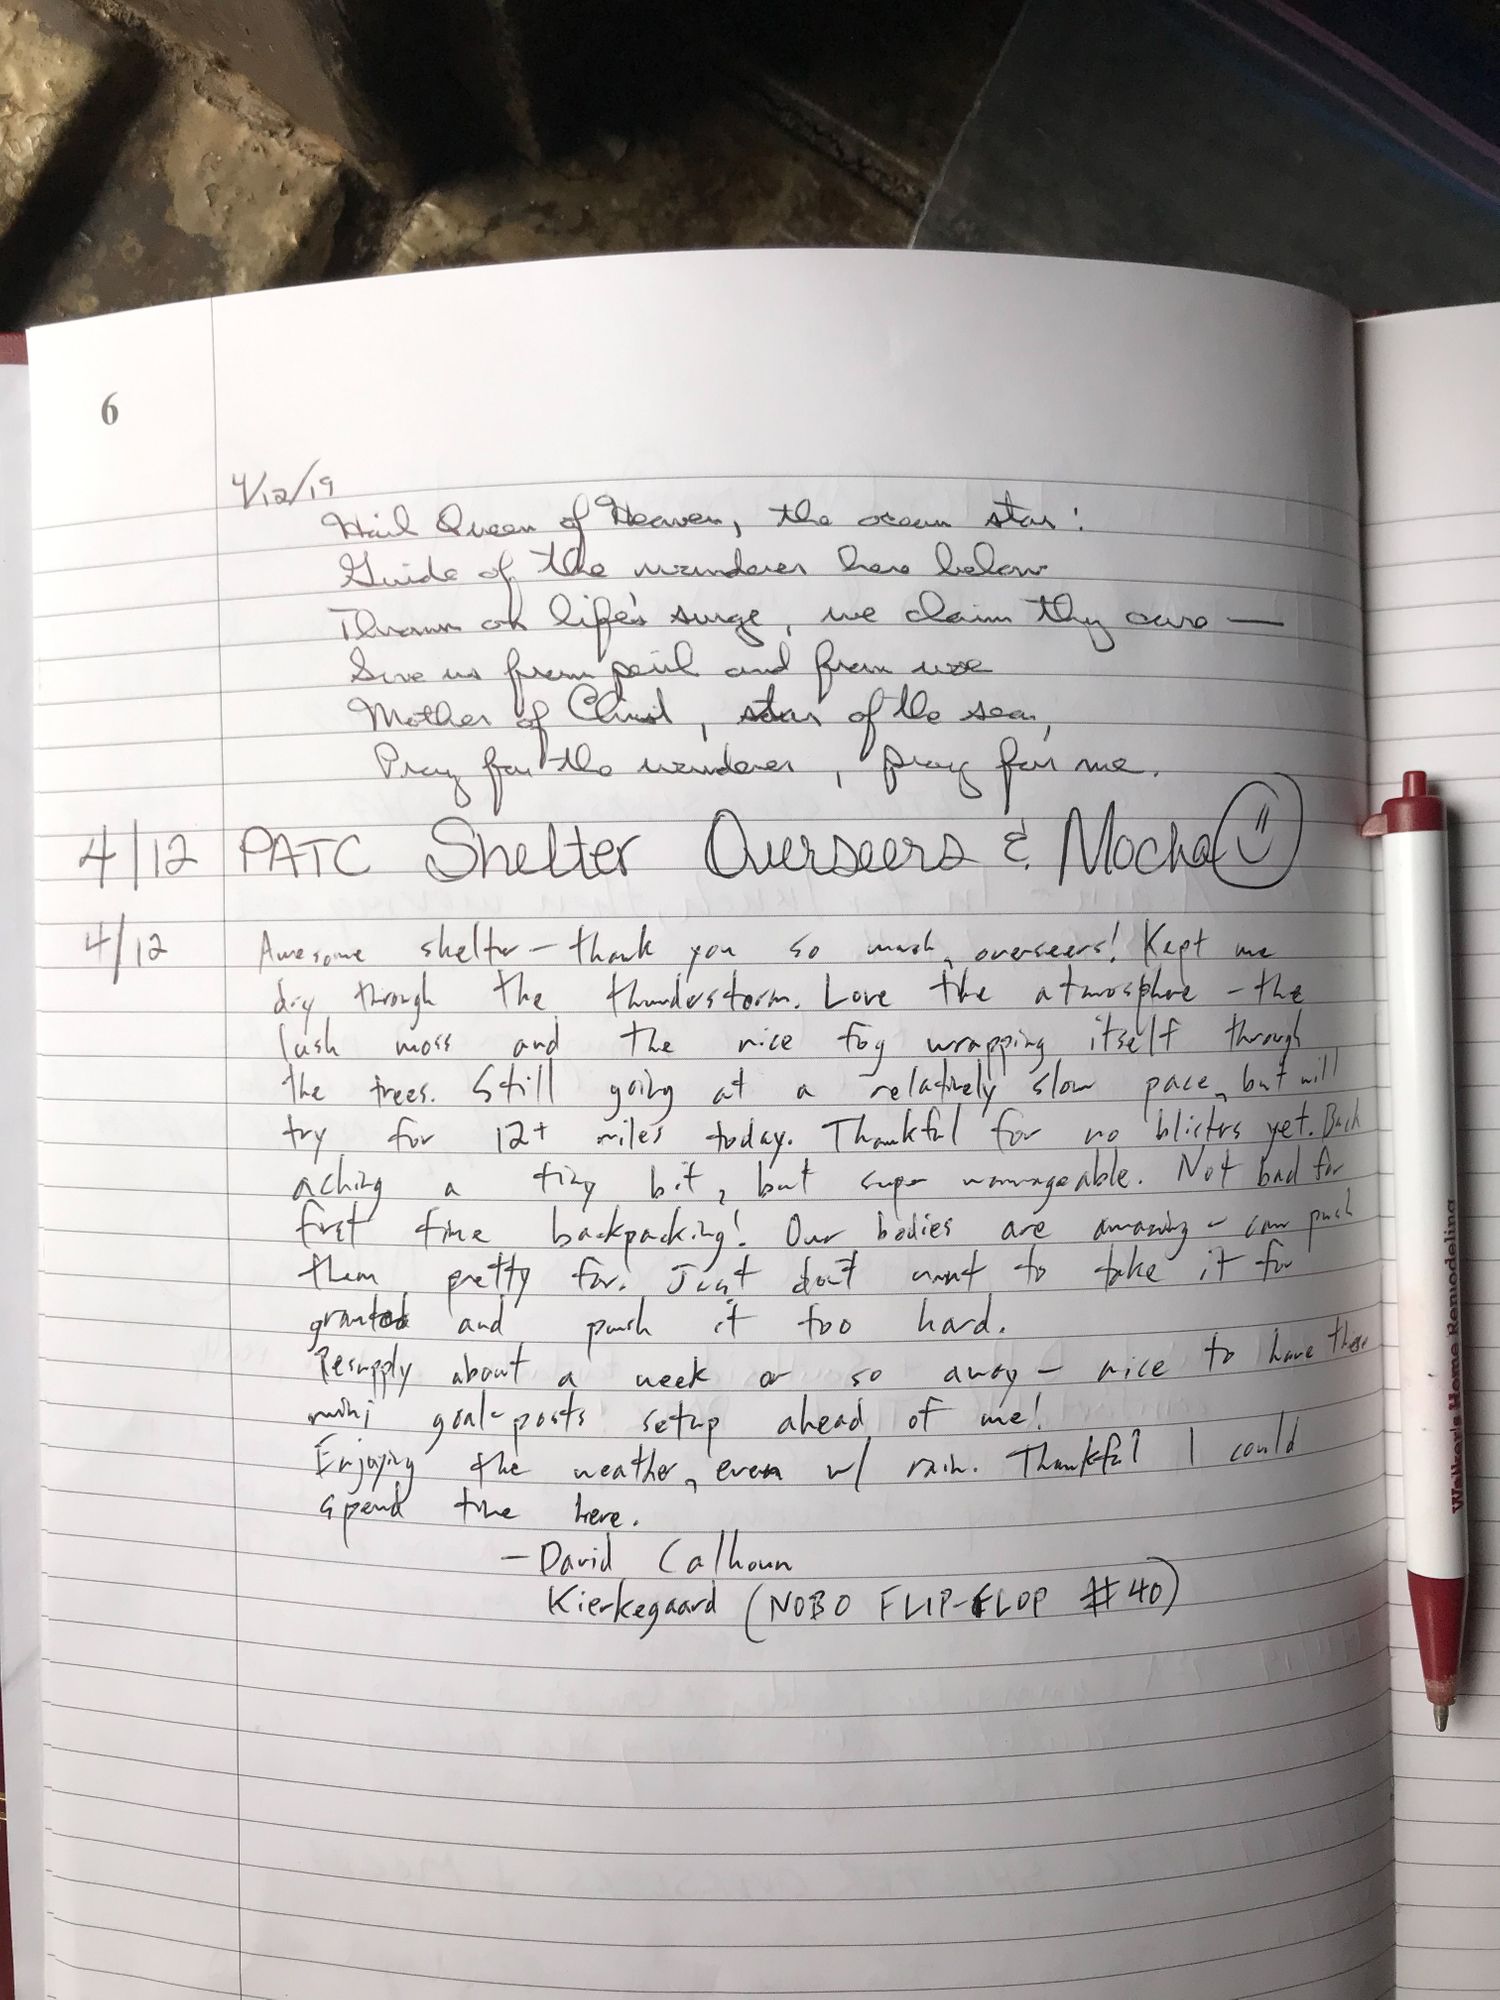 6
4/12/19
Hail Queen of Heaven, the ocean star!
Guide of the wanderer here below
Thrown on life's surge, we claim thy care —
Save us from peril and from woe
Mother of Christ, star of the sea,
Pray for the wanderer, pray for me.
4/12 PATC Shelter Overseers & Mocha
4/12 Awesome shelter – thank you so much, overseers! Kept me
dry through the thunderstorm. Love the atmosphere – the
lush moss and the nice fog wrapping itself through
the trees. Still going at a relatively slow pace, but will
try for 12+ miles today. Thankful for no blisters yet. Back
aching a tiny bit, but super manageable. Not bad for
first time backpacking! Our bodies are amazing – can push
them pretty far. Just don't want to take it for
granted and push it too hard.
Resupply about a week or so away – nice to have these
mini goal-posts setup ahead of me!
Enjoying the weather, even w/ rain. Thankful I could
spend time here.
– David Calhoun
Kierkegaard (NOBO FLIP-FLOP #40)
Walker's Home Remodeling